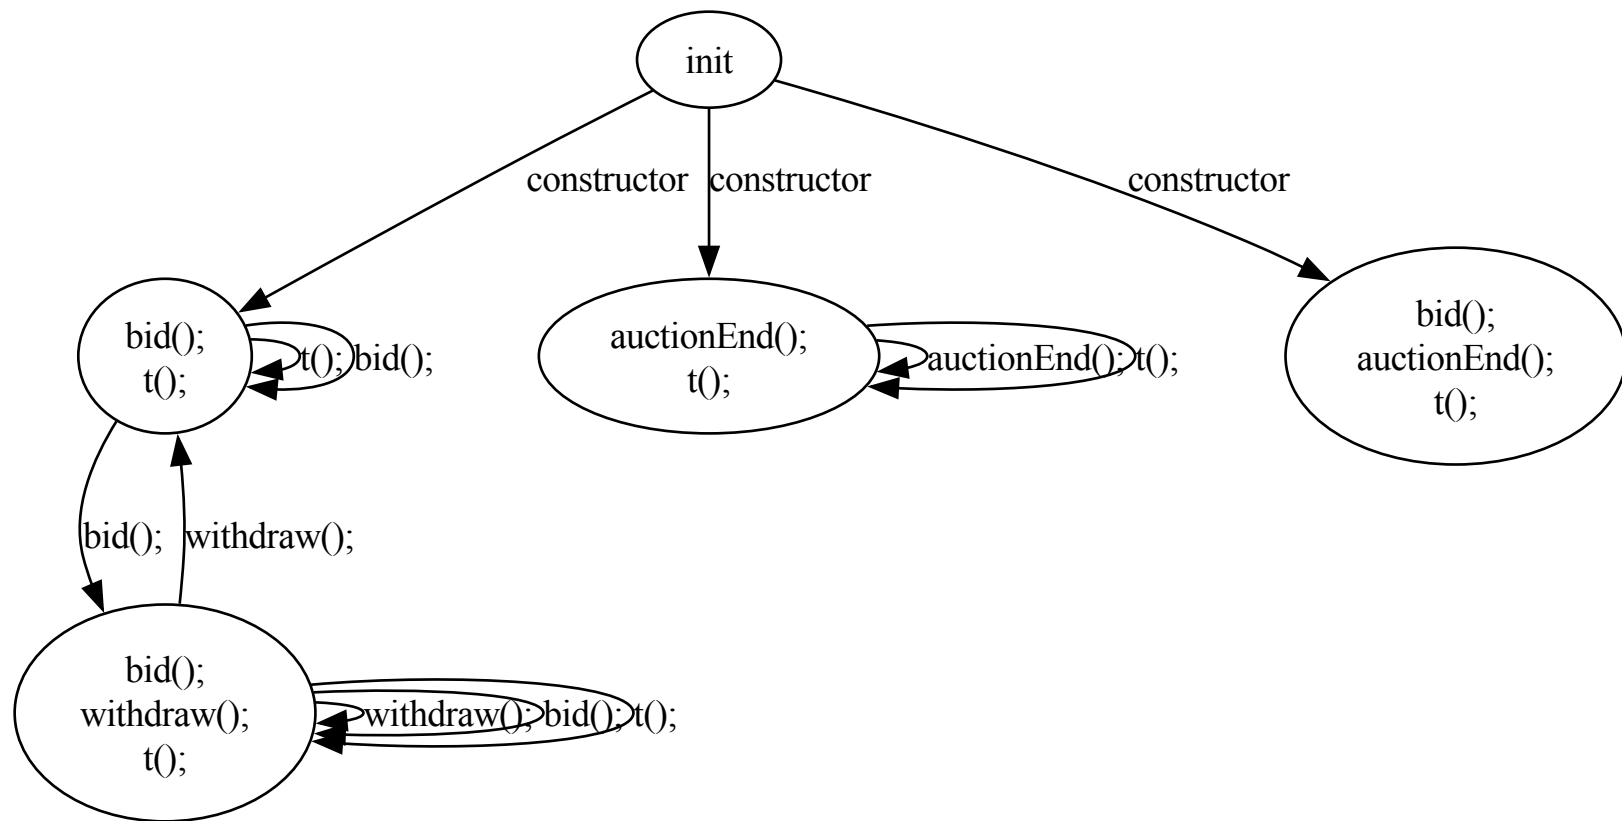 init
constructor
constructor
constructor
bid();
t();
t();
bid();
auctionEnd();
t();
auctionEnd();
t();
bid();
auctionEnd();
t();
bid();
withdraw();
bid();
withdraw();
t();
withdraw();
bid();
t();